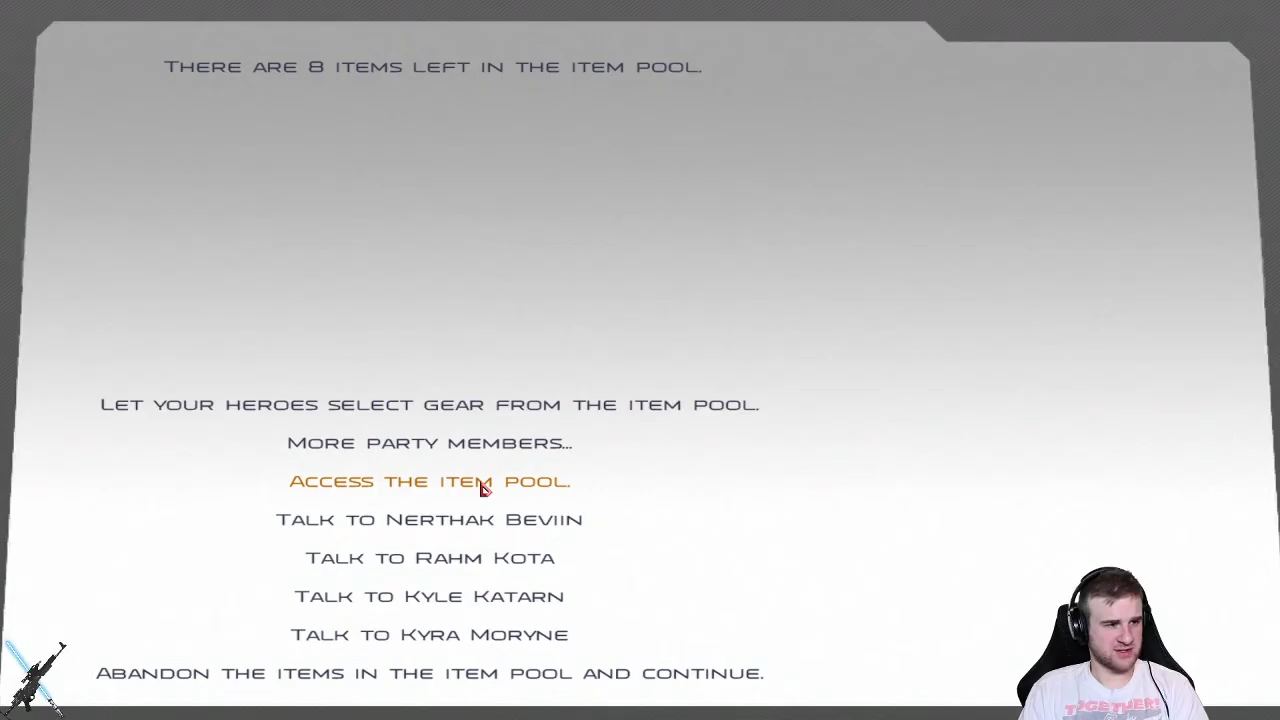 There are 8 items left in the item pool.
Let your heroes select gear from the item pool.
More party members...
Access the item pool.
Talk to Nerthak Beviin
Talk to Rahm Kota
Talk to Kyle Katarn
Talk to Kyra Moryne
Abandon the items in the item pool and continue.
TOGETHER!